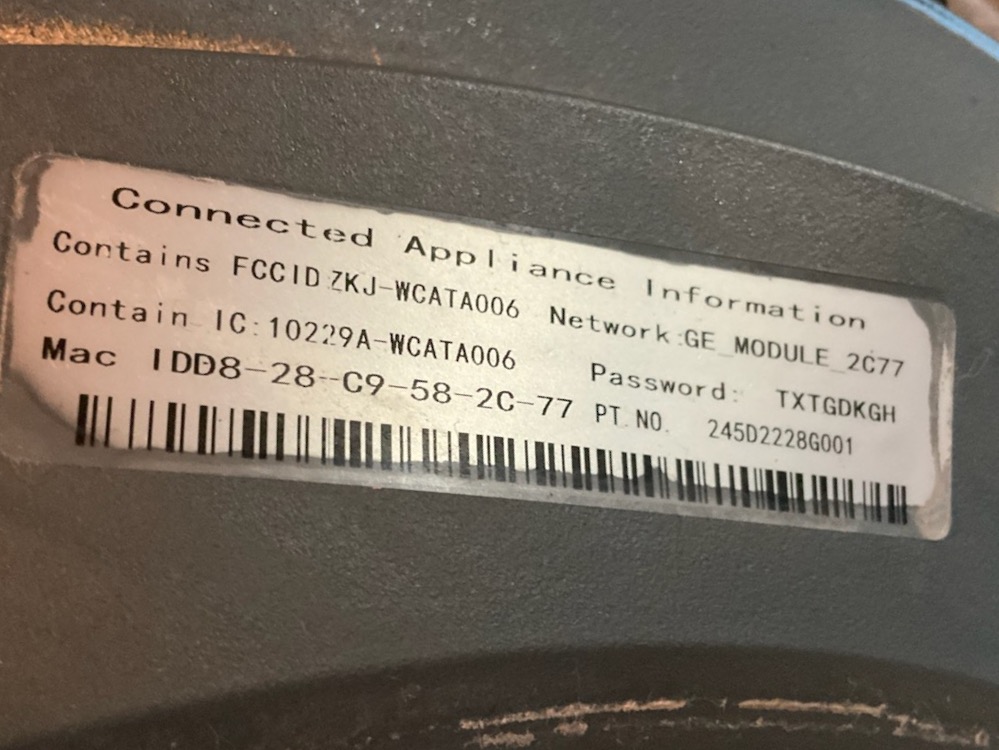 Connected Appliance Information
Contains FCCID ZKJ-WCATA006 Network:GE_MODULE_2C77
Contain IC:10229A-WCATA006 Password: TXTGDKGH
Mac IDD8-28-C9-58-2C-77 PT.NO. 245D2228G001